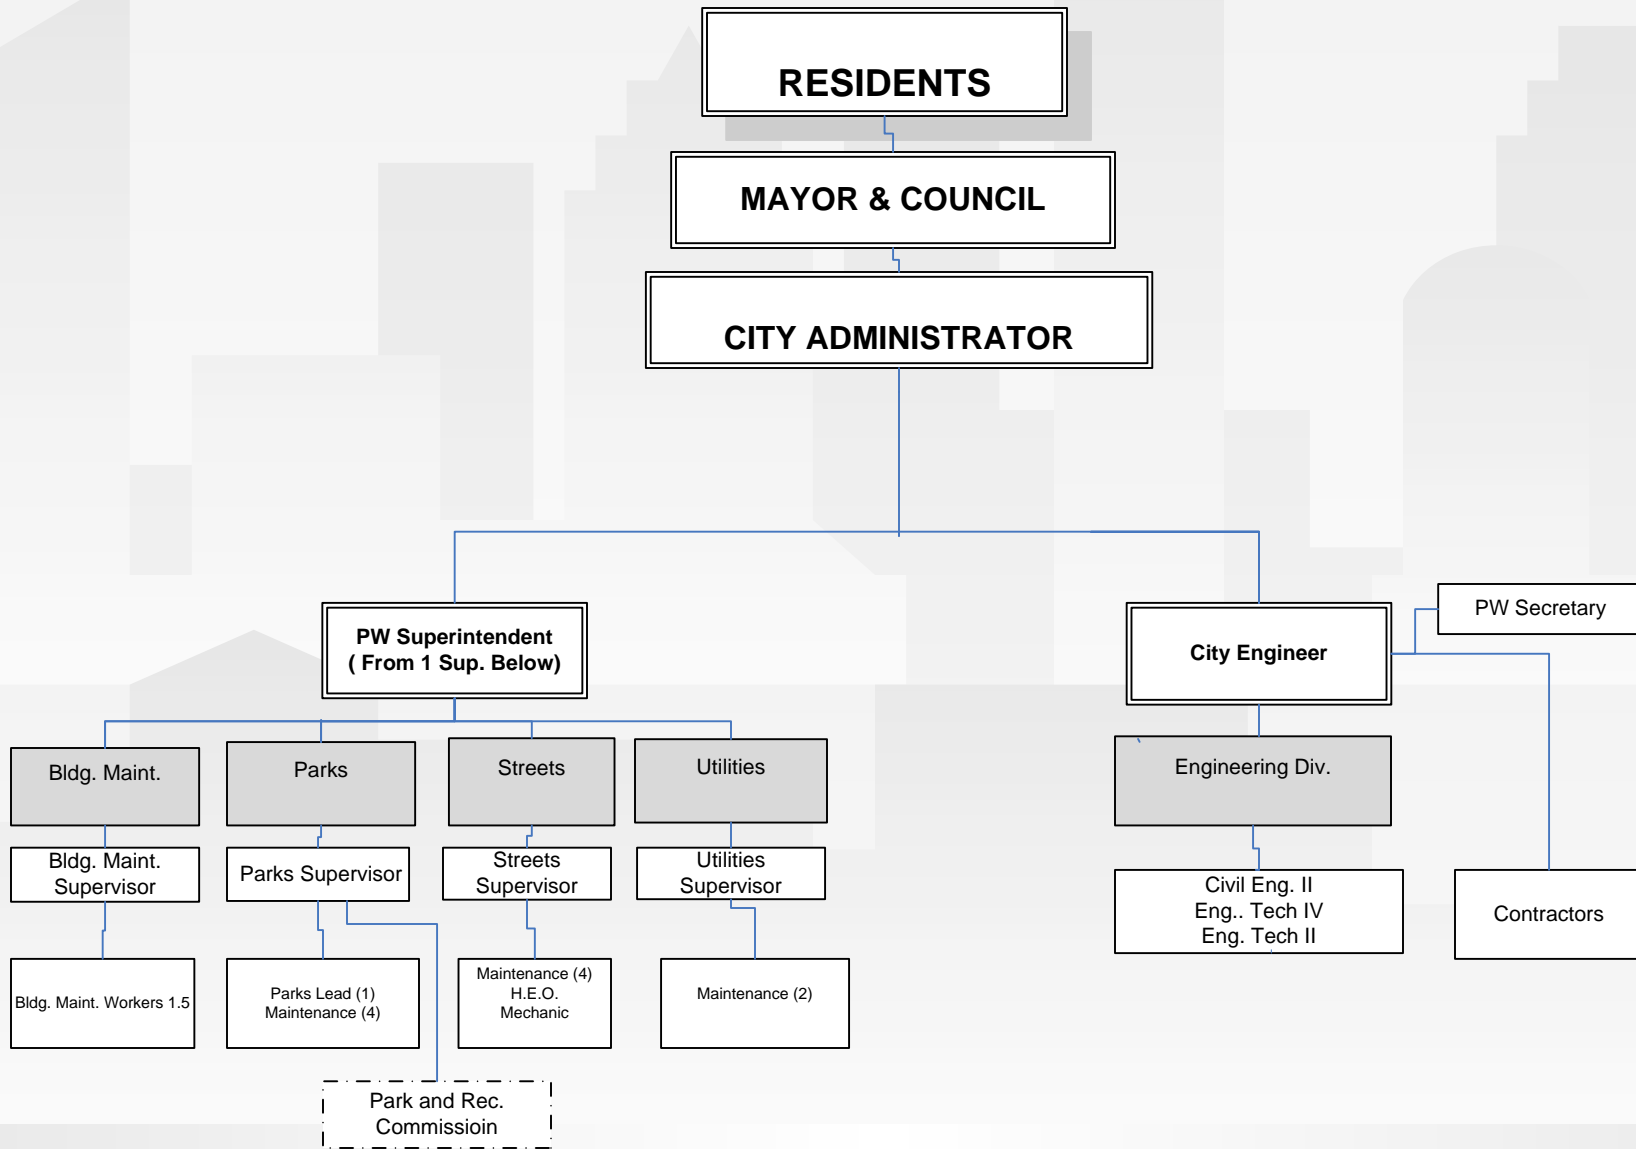 RESIDENTS
MAYOR & COUNCIL
CITY ADMINISTRATOR
PW Superintendent
( From 1 Sup. Below)
City Engineer
PW Secretary
Bldg. Maint.
Parks
Streets
Utilities
Engineering Div.
Bldg. Maint.
Supervisor
Parks Supervisor
Streets
Supervisor
Utilities
Supervisor
Civil Eng. II
Eng.. Tech IV
Eng. Tech II
Contractors
Bldg. Maint. Workers 1.5
Parks Lead (1)
Maintenance (4)
Maintenance (4)
H.E.O.
Mechanic
Maintenance (2)
Park and Rec.
Commissioin